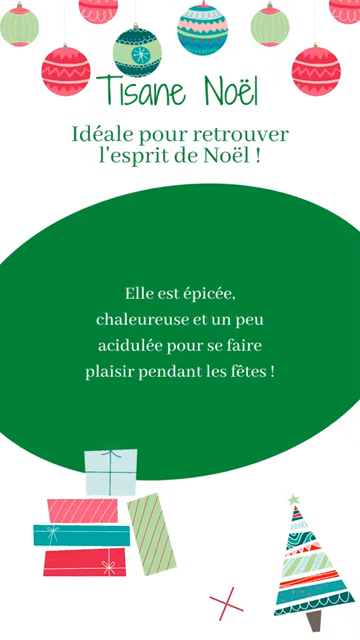 Tisane Noël
Idéale pour retrouver
l'esprit de Noël !
Elle est épicée,
chaleureuse et un peu
acidulée pour se faire
plaisir pendant les fêtes !